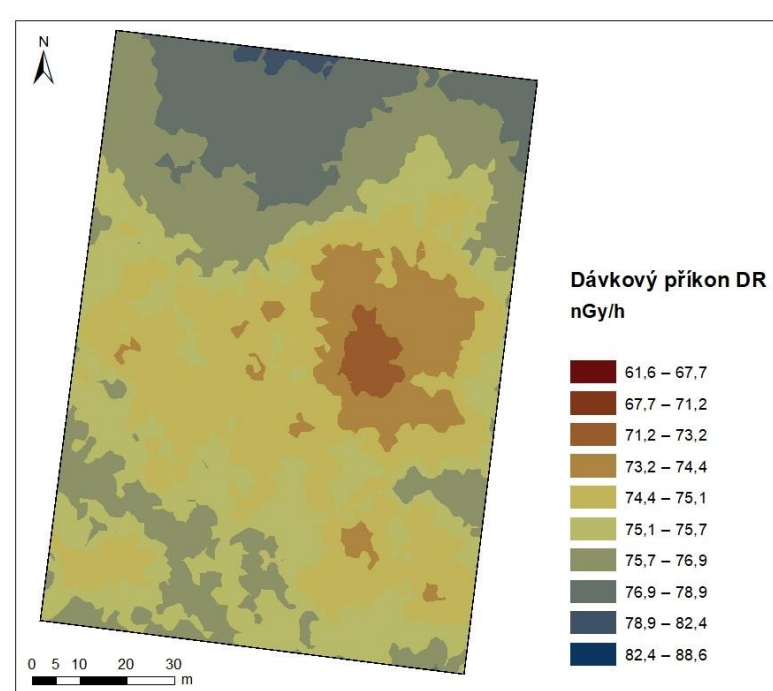 N
Dávkový příkon DR
nGy/h
61,6 – 67,7
67,7 – 71,2
71,2 – 73,2
73,2 – 74,4
74,4 – 75,1
75,1 – 75,7
75,7 – 76,9
76,9 – 78,9
78,9 – 82,4
82,4 – 88,6
0 5 10 20 30
m